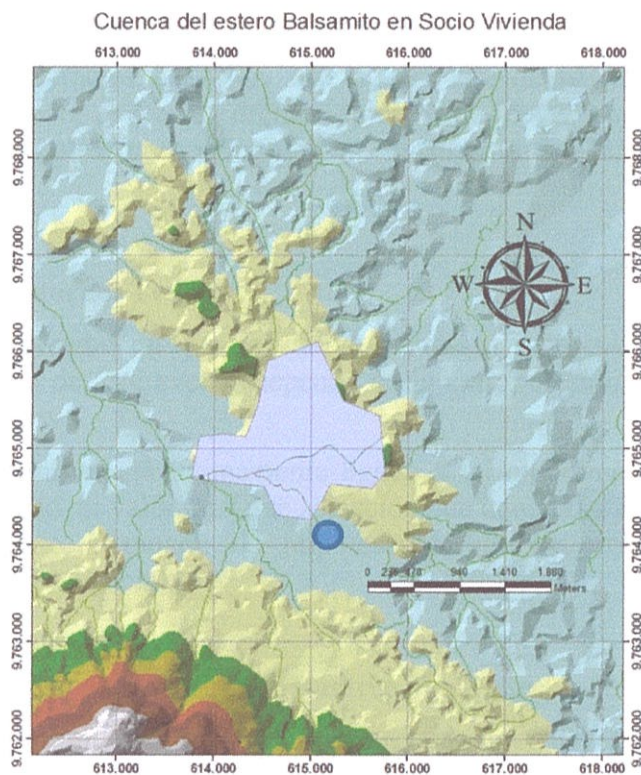 Cuenca del estero Balsamito en Socio Vivienda
613.000 614.000 615.000 616.000 617.000 618.000
9.768.000 9.768.000
9.767.000 9.767.000
9.766.000 9.766.000
9.765.000 9.765.000
9.764.000 9.764.000
9.763.000 9.763.000
9.762.000 9.762.000
N
W E
S
0 940 1.410 1.880
Meters
613.000 614.000 615.000 616.000 617.000 618.000